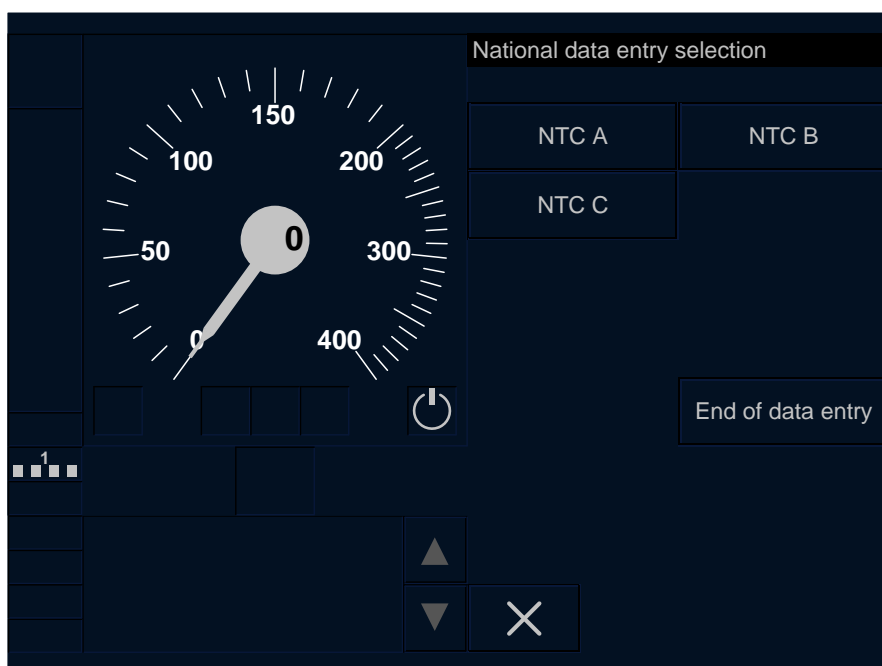 National data entry selection
150
100
200
50
0
300
0
400
NTC A
NTC B
NTC C
End of data entry
1